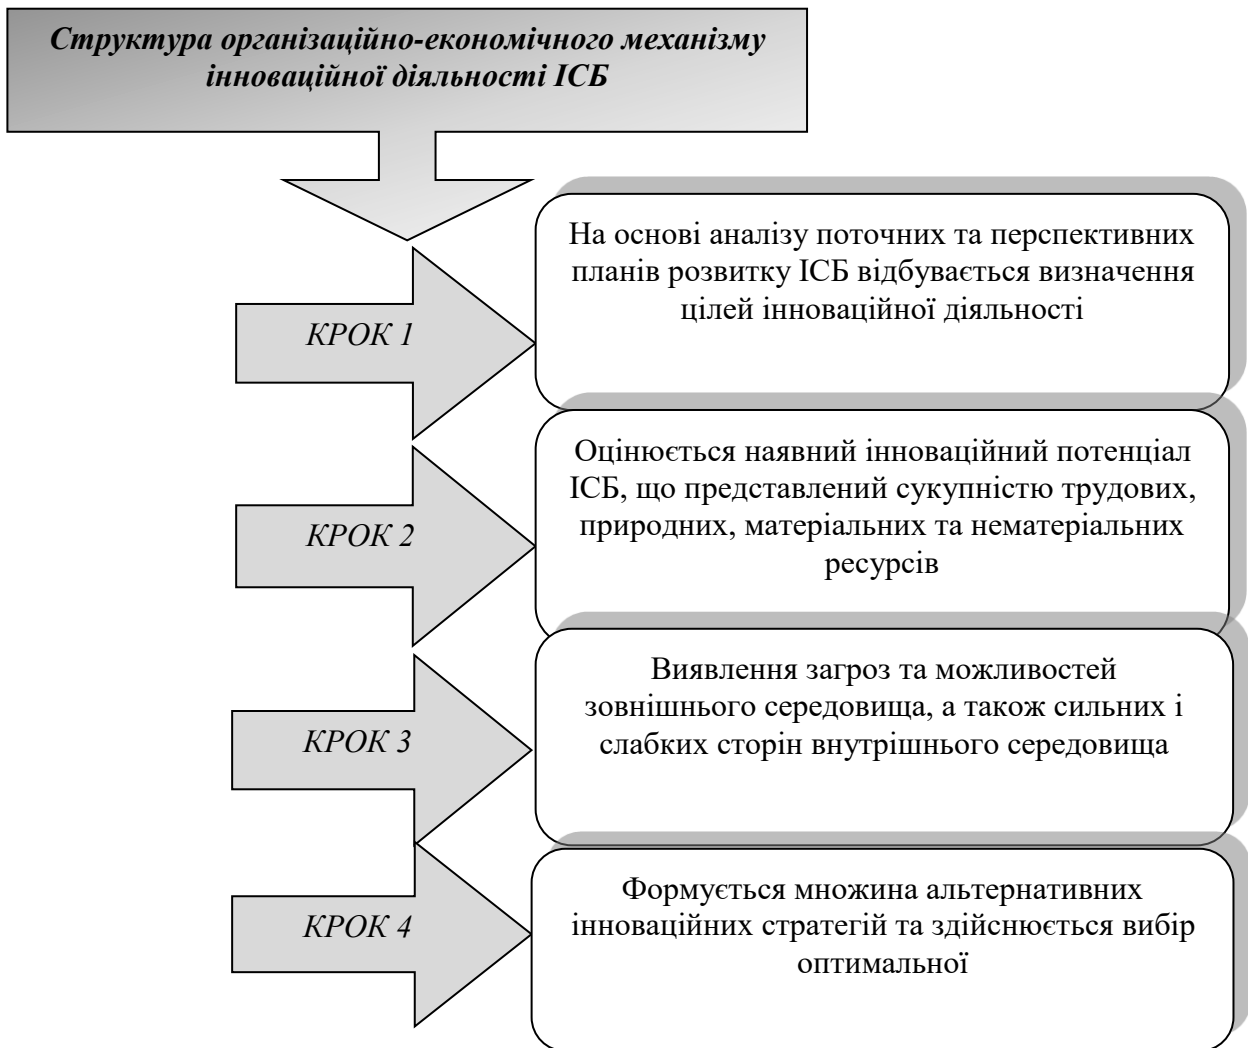 Структура організаційно-економічного механізму
інноваційної діяльності ІСБ
КРОК 1
На основі аналізу поточних та перспективних
планів розвитку ІСБ відбувається визначення
цілей інноваційної діяльності
КРОК 2
Оцінюється наявний інноваційний потенціал
ІСБ, що представлений сукупністю трудових,
природних, матеріальних та нематеріальних
ресурсів
КРОК 3
Виявлення загроз та можливостей
зовнішнього середовища, а також сильних і
слабких сторін внутрішнього середовища
КРОК 4
Формується множина альтернативних
інноваційних стратегій та здійснюється вибір
оптимальної